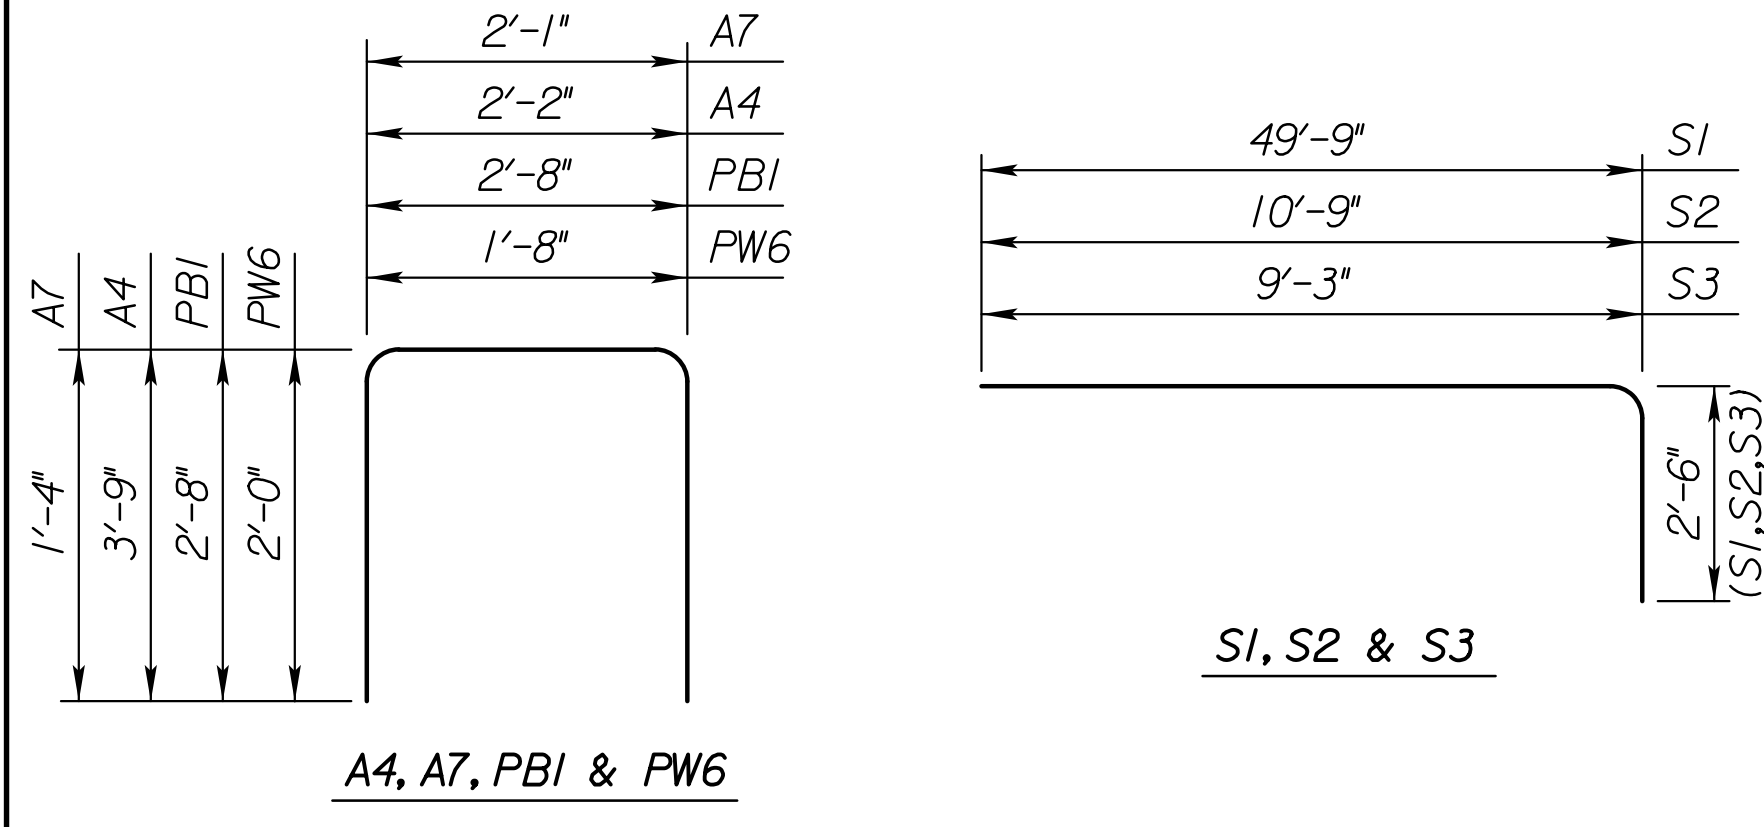 2'-1" A7
2'-2" A4
2'-8" PB1
1'-8" PW6
A7 A4 PB1 PW6
1'-4" 3'-9" 2'-8" 2'-0"
A4, A7, PB1 & PW6
49'-9" S1
10'-9" S2
9'-3" S3
2'-6"
(S1,S2,S3)
S1, S2 & S3